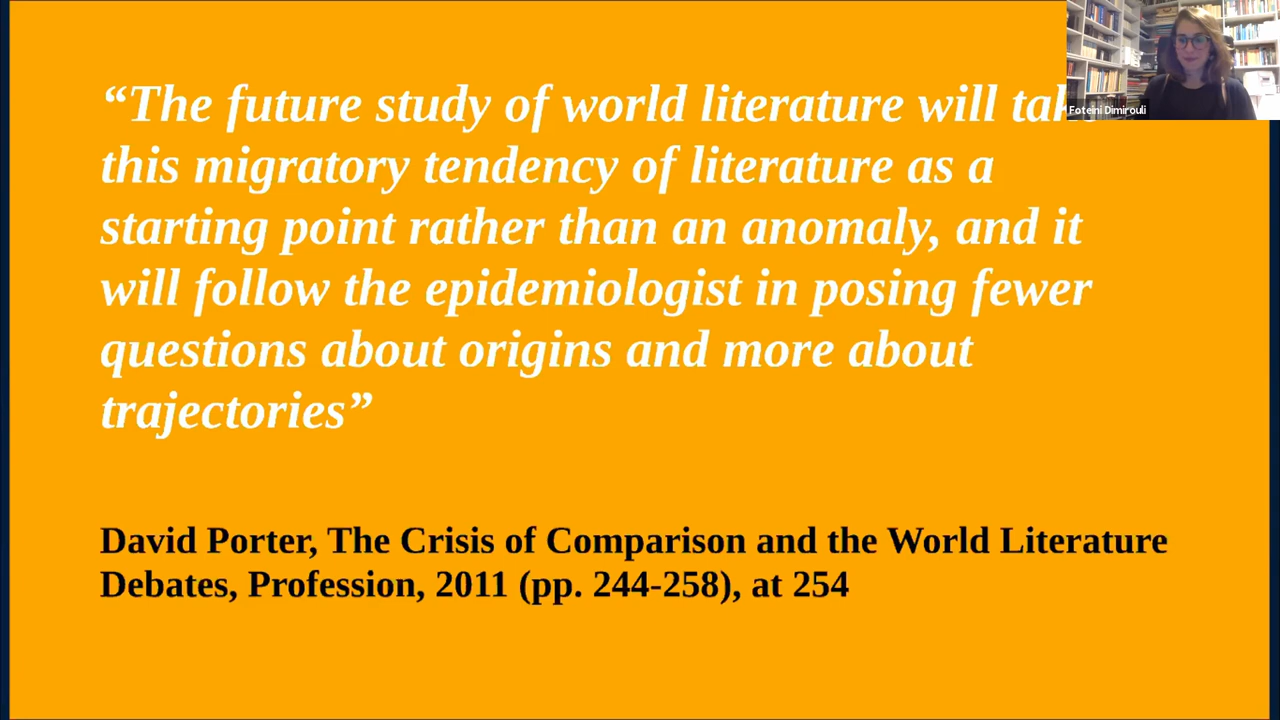 “The future study of world literature will take
this migratory tendency of literature as a
starting point rather than an anomaly, and it
will follow the epidemiologist in posing fewer
questions about origins and more about
trajectories”
David Porter, The Crisis of Comparison and the World Literature
Debates, Profession, 2011 (pp. 244-258), at 254
Foteini Dimirouli